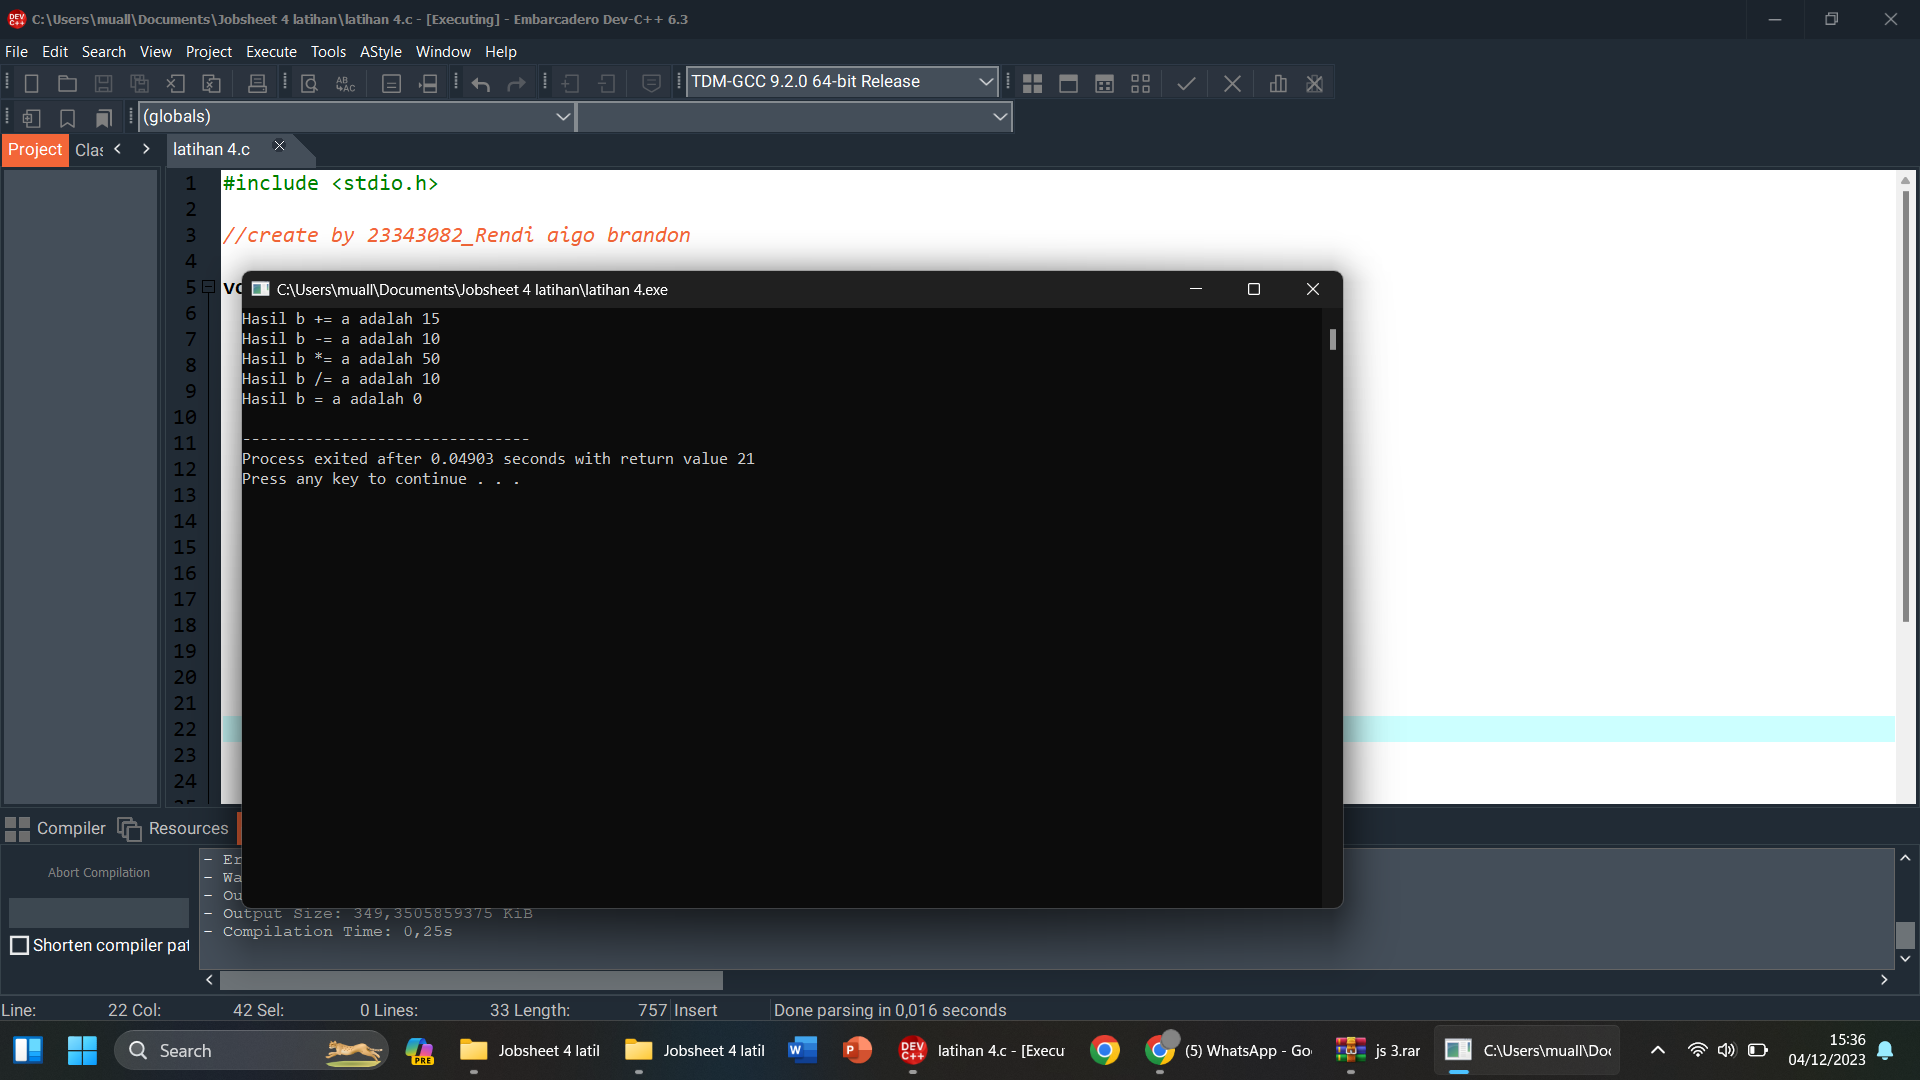 C:\Users\muall\Documents\Jobsheet 4 latihan\latihan 4.c - [Executing] - Embarcadero Dev-C++ 6.3
File Edit Search View Project Execute Tools AStyle Window Help
TDM-GCC 9.2.0 64-bit Release
(globals)
Project Clas latihan 4.c
1 #include <stdio.h>
2
3 //create by 23343082_Rendi aigo brandon
4
5 vo
6
7
8
9
10
11
12
13
14
15
16
17
18
19
20
21
22
23
24
C:\Users\muall\Documents\Jobsheet 4 latihan\latihan 4.exe
Hasil b += a adalah 15
Hasil b -= a adalah 10
Hasil b *= a adalah 50
Hasil b /= a adalah 10
Hasil b = a adalah 0
--------------------------------
Process exited after 0.04903 seconds with return value 21
Press any key to continue . . .
Compiler Resources
Abort Compilation
Shorten compiler pat
- Er
- Wa
- Ou
- Output Size: 349,3505859375 KiB
- Compilation Time: 0,25s
Line: 22 Col: 42 Sel: 0 Lines: 33 Length: 757 Insert Done parsing in 0,016 seconds
Search
PRE
Jobsheet 4 latil
Jobsheet 4 latil
latihan 4.c - [Execu
(5) WhatsApp - Go
js 3.rar
C:\Users\muall\Doc
15:36
04/12/2023